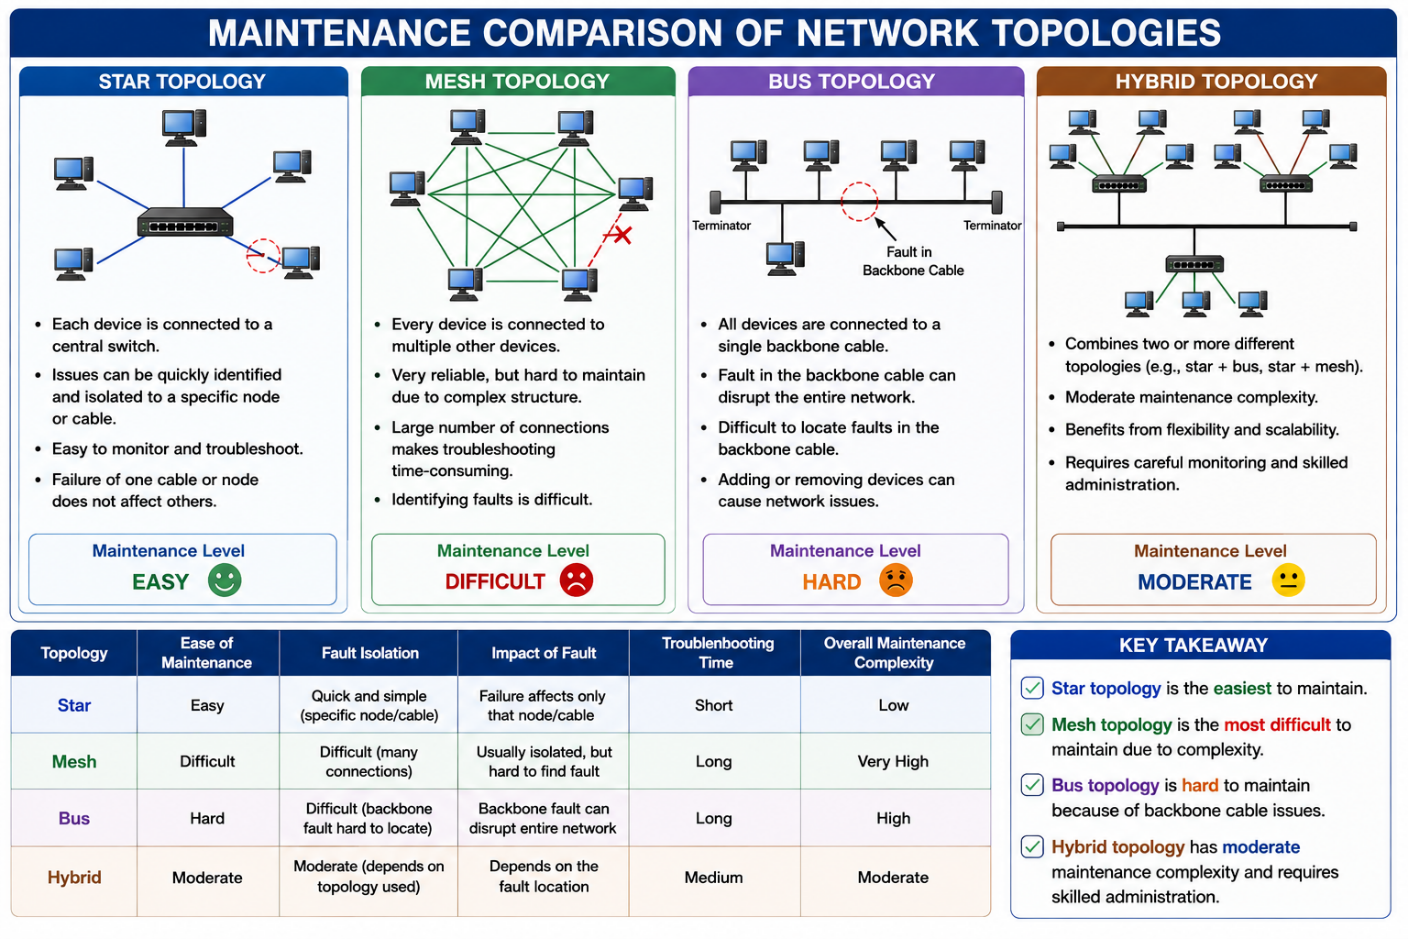 MAINTENANCE COMPARISON OF NETWORK TOPOLOGIES
STAR TOPOLOGY
Each device is connected to a
central switch.
Issues can be quickly identified
and isolated to a specific node
or cable.
Easy to monitor and troubleshoot.
Failure of one cable or node
does not affect others.
Maintenance Level
EASY
MESH TOPOLOGY
Every device is connected to
multiple other devices.
Very reliable, but hard to maintain
due to complex structure.
Large number of connections
makes troubleshooting
time-consuming.
Identifying faults is difficult.
Maintenance Level
DIFFICULT
BUS TOPOLOGY
Terminator
Terminator
Fault in
Backbone Cable
All devices are connected to a
single backbone cable.
Fault in the backbone cable can
disrupt the entire network.
Difficult to locate faults in the
backbone cable.
Adding or removing devices can
cause network issues.
Maintenance Level
HARD
HYBRID TOPOLOGY
Combines two or more different
topologies (e.g., star + bus, star + mesh).
Moderate maintenance complexity.
Benefits from flexibility and scalability.
Requires careful monitoring and skilled
administration.
Maintenance Level
MODERATE
Topology
Ease of
Maintenance
Fault Isolation
Impact of Fault
Troublenbooting
Time
Overall Maintenance
Complexity
Star
Easy
Quick and simple
(specific node/cable)
Failure affects only
that node/cable
Short
Low
Mesh
Difficult
Difficult (many
connections)
Usually isolated, but
hard to find fault
Long
Very High
Bus
Hard
Difficult (backbone
fault hard to locate)
Backbone fault can
disrupt entire network
Long
High
Hybrid
Moderate
Moderate (depends on
topology used)
Depends on the
fault location
Medium
Moderate
KEY TAKEAWAY
Star topology is the easiest to maintain.
Mesh topology is the most difficult to
maintain due to complexity.
Bus topology is hard to maintain
because of backbone cable issues.
Hybrid topology has moderate
maintenance complexity and requires
skilled administration.